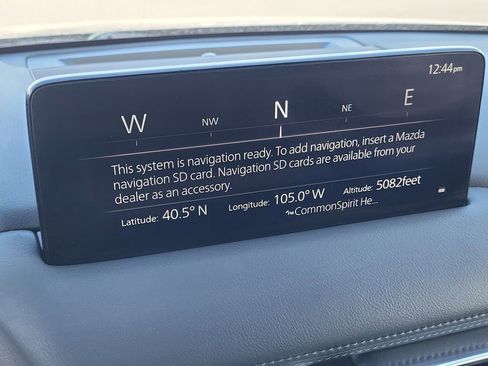 12:44pm
W NW N NE E
This system is navigation ready. To add navigation, insert a Mazda
navigation SD card. Navigation SD cards are available from your
dealer as an accessory.
Latitude: 40.5° N Longitude: 105.0° W Altitude: 5082feet
CommonSpirit He...